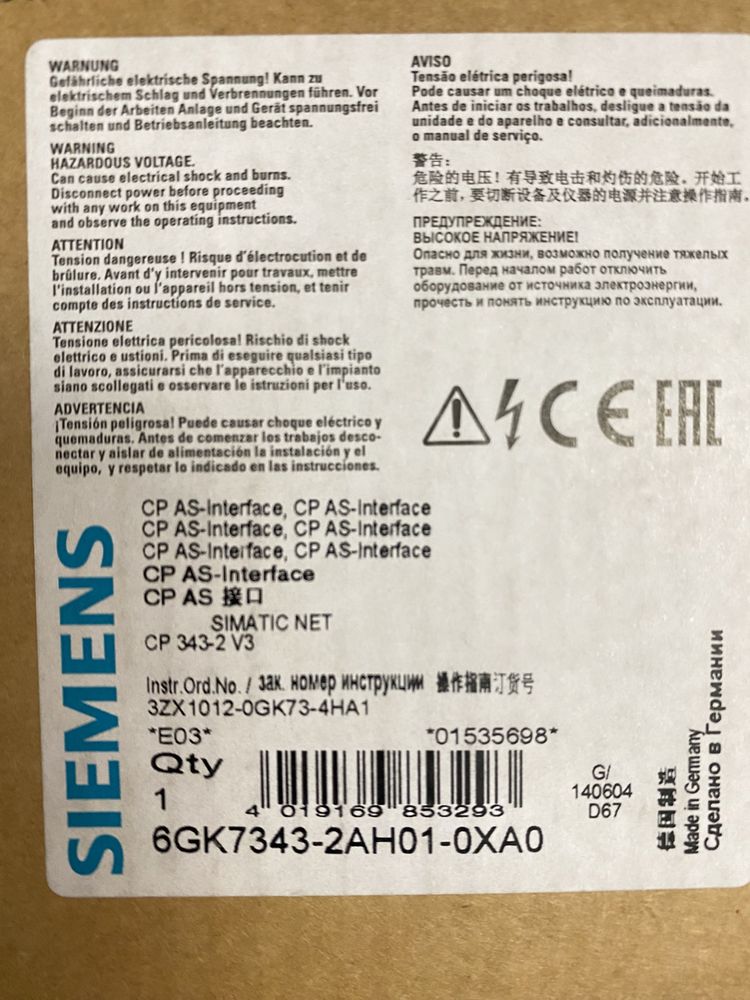 WARNUNG
Gefährliche elektrische Spannung! Kann zu
elektrischem Schlag und Verbrennungen führen. Vor
Beginn der Arbeiten Anlage und Gerät spannungsfrei
schalten und Betriebsanleitung beachten.
WARNING
HAZARDOUS VOLTAGE.
Can cause electrical shock and burns.
Disconnect power before proceeding
with any work on this equipment
and observe the operating instructions.
ATTENTION
Tension dangereuse ! Risque d'électrocution et de
brûlure. Avant d'y intervenir pour travaux, mettre
l'installation ou l'appareil hors tension, et tenir
compte des instructions de service.
ATTENZIONE
Tensione elettrica pericolosa! Rischio di shock
elettrico e ustioni. Prima di eseguire qualsiasi tipo
di lavoro, assicurarsi che l'apparecchio e l'impianto
siano scollegati e osservare le istruzioni per l'uso.
ADVERTENCIA
¡Tensión peligrosa! Puede causar choque eléctrico y
quemaduras. Antes de comenzar los trabajos desco-
nectar y aislar de alimentación la instalación y el
equipo, y respetar lo indicado en las instrucciones.
AVISO
Tensão elétrica perigosa!
Pode causar um choque elétrico e queimaduras.
Antes de iniciar os trabalhos, desligue a tensão da
unidade e do aparelho e consultar, adicionalmente,
o manual de serviço.
警告:
危险的电压!有导致电击和灼伤的危险。开始工
作之前,要切断设备及仪器的电源并注意操作指南。
ПРЕДУПРЕЖДЕНИЕ:
ВЫСОКОЕ НАПРЯЖЕНИЕ!
Опасно для жизни, возможно получение тяжелых
травм. Перед началом работ отключить
оборудование от источника электроэнергии,
прочесть и понять инструкцию по эксплуатации.
CE EAC
SIEMENS
CP AS-Interface, CP AS-Interface
CP AS-Interface, CP AS-Interface
CP AS-Interface, CP AS-Interface
CP AS-Interface
CP AS 接口
SIMATIC NET
CP 343-2 V3
Instr.Ord.No. / зак. номер инструкции 操作指南订货号
3ZX1012-0GK73-4HA1
*E03* *01535698*
Qty
1
4 019169 853293
6GK7343-2AH01-0XA0
G/
140604
D67
德国制造
Made in Germany
Сделано в Германии